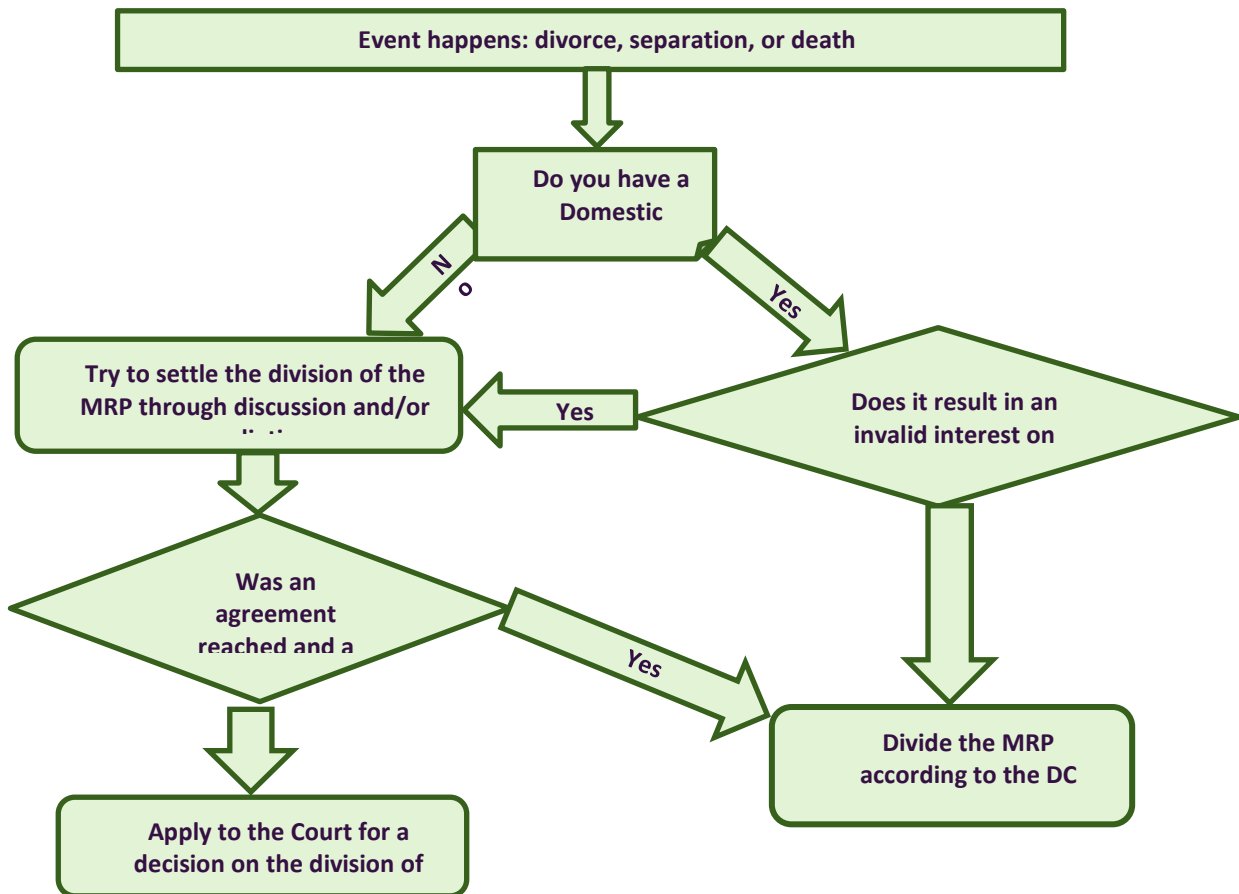 Event happens: divorce, separation, or death
Do you have a
Domestic
N
o
Yes
Try to settle the division of the
MRP through discussion and/or
Yes
Does it result in an
invalid interest on
Was an
agreement
reached and a
Yes
Divide the MRP
according to the DC
Apply to the Court for a
decision on the division of